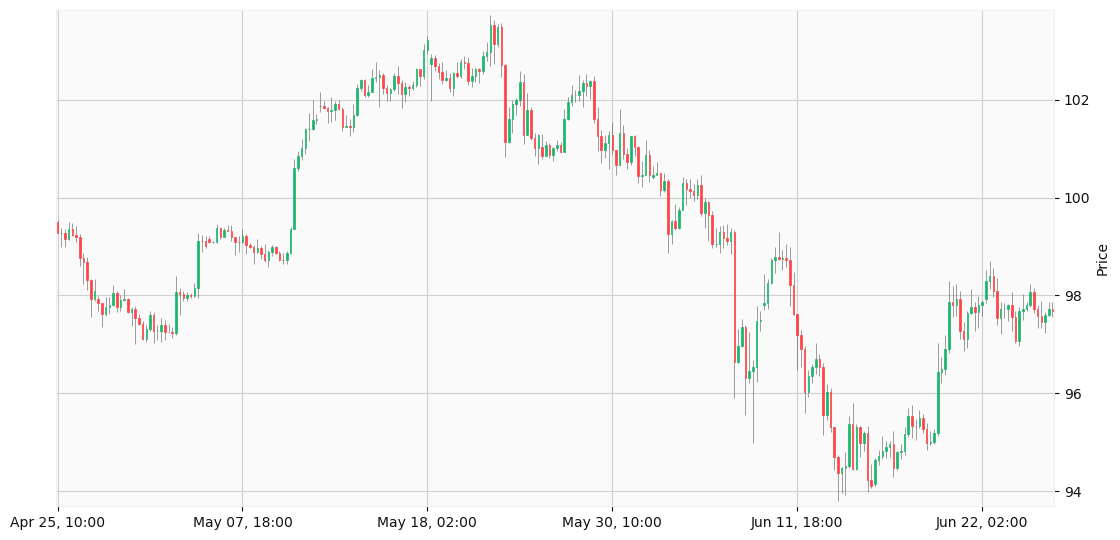 102
100
98
96
94
Price
Apr 25, 10:00
May 07, 18:00
May 18, 02:00
May 30, 10:00
Jun 11, 18:00
Jun 22, 02:00